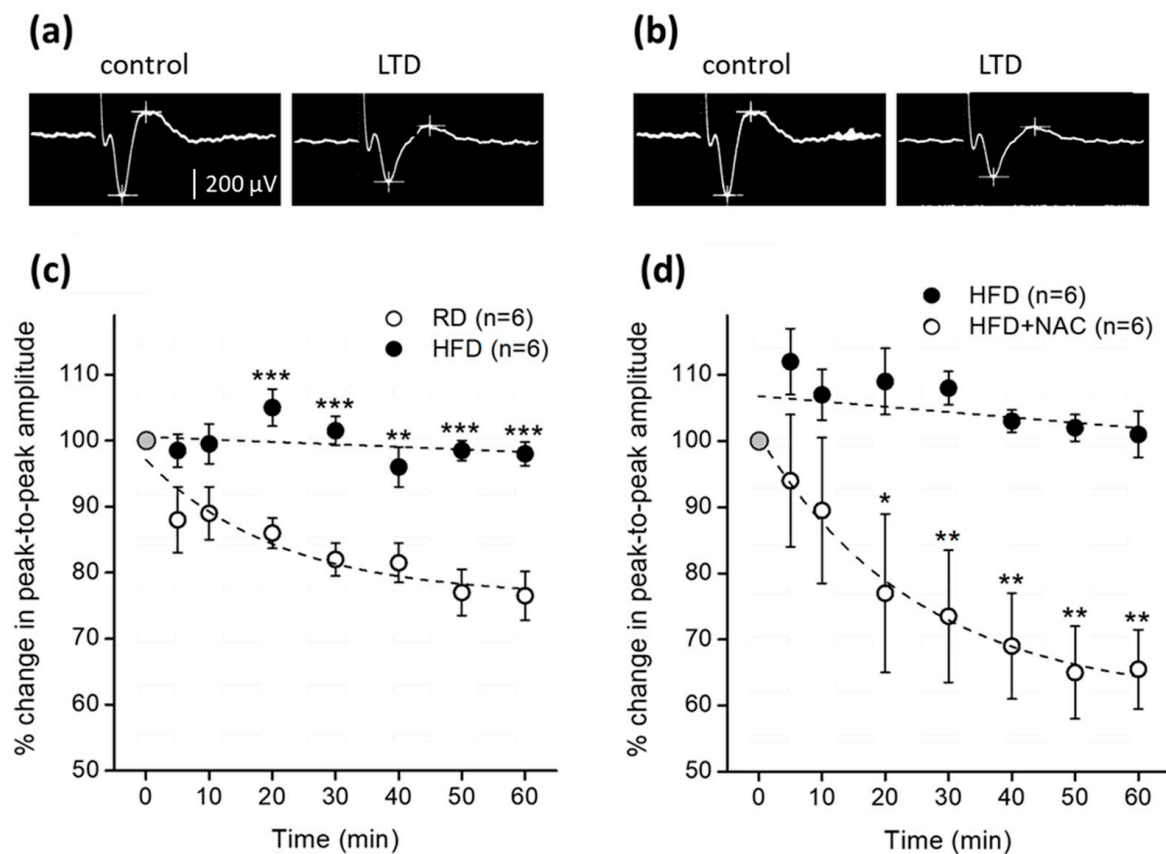 (a)
control LTD
200 µV
(b)
control LTD
(c)
RD (n=6)
HFD (n=6)
% change in peak-to-peak amplitude
110
100
90
80
70
60
50
*** *** ** *** ***
0 10 20 30 40 50 60
Time (min)
(d)
HFD (n=6)
HFD+NAC (n=6)
% change in peak-to-peak amplitude
110
100
90
80
70
60
50
* ** ** ** **
0 10 20 30 40 50 60
Time (min)